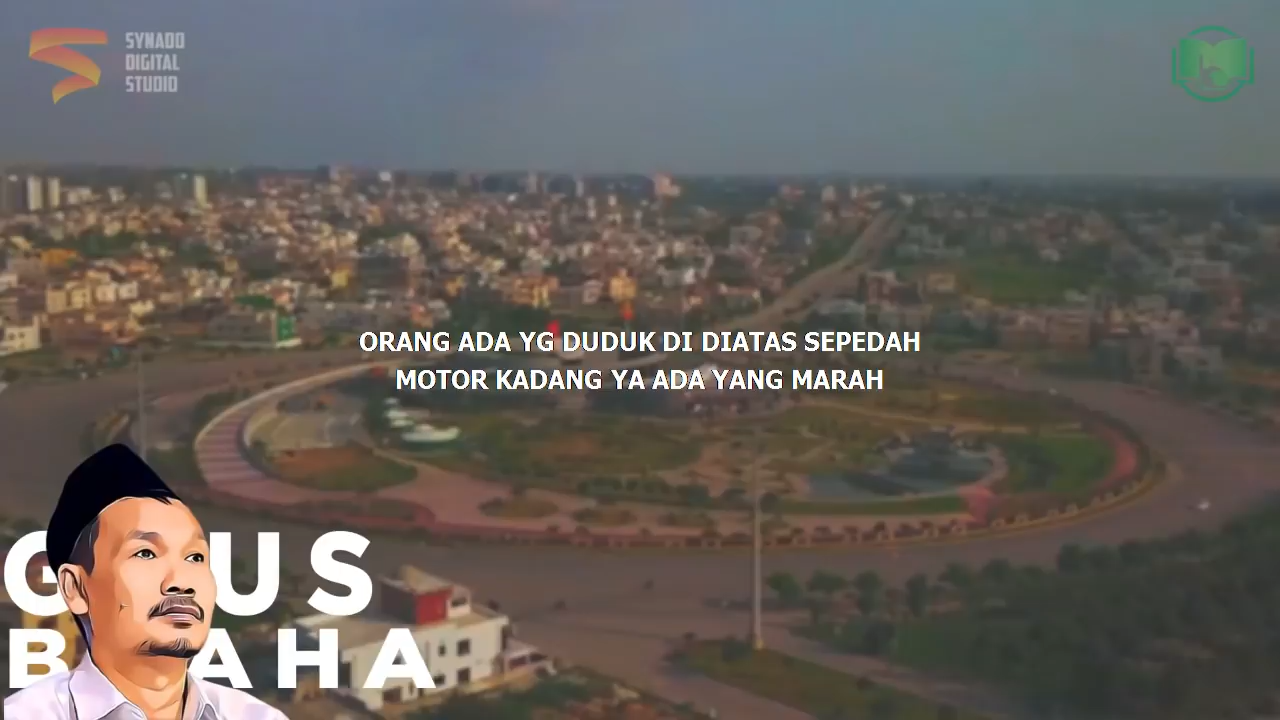 SYNADO
DIGITAL
STUDIO
ORANG ADA YG DUDUK DI DIATAS SEPEDAH
MOTOR KADANG YA ADA YANG MARAH
G US
B AHA